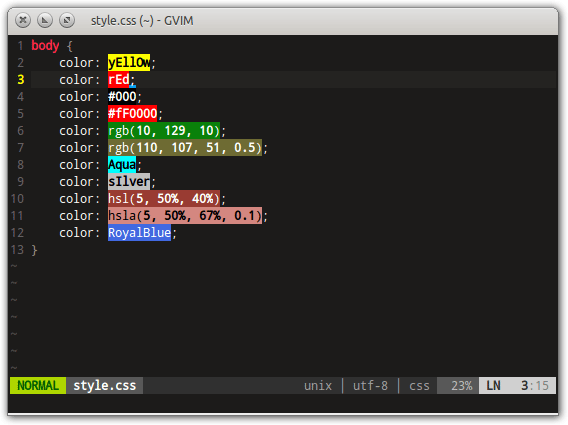 style.css (~) - GVIM
1 body {
2 color: yEllOw;
3 color: rEd;
4 color: #000;
5 color: #fF0000;
6 color: rgb(10, 129, 10);
7 color: rgb(110, 107, 51, 0.5);
8 color: Aqua;
9 color: sIlver;
10 color: hsl(5, 50%, 40%);
11 color: hsla(5, 50%, 67%, 0.1);
12 color: RoyalBlue;
13 }
~
~
~
~
~
~
~
NORMAL style.css unix | utf-8 | css 23% LN 3:15